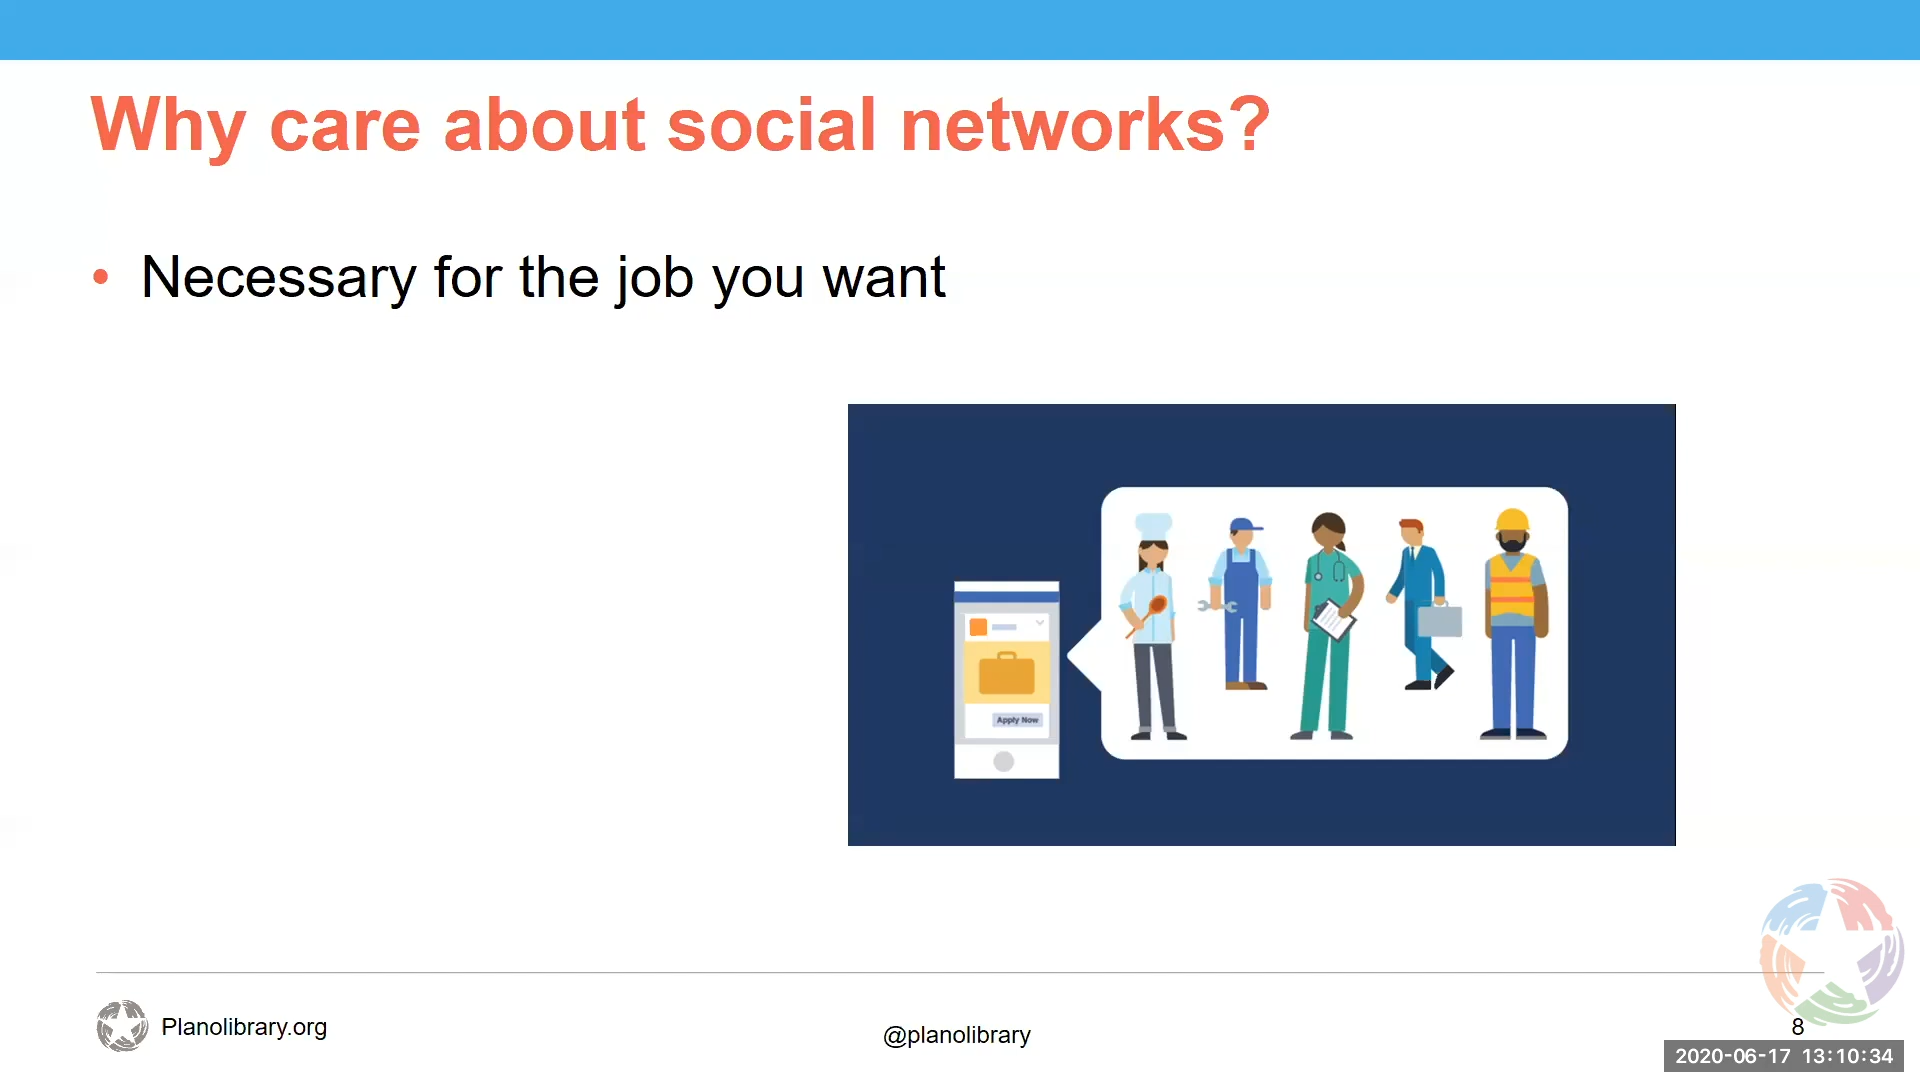 Why care about social networks?
• Necessary for the job you want
Apply Now
Planolibrary.org
@planolibrary
8
2020-06-17 13:10:34